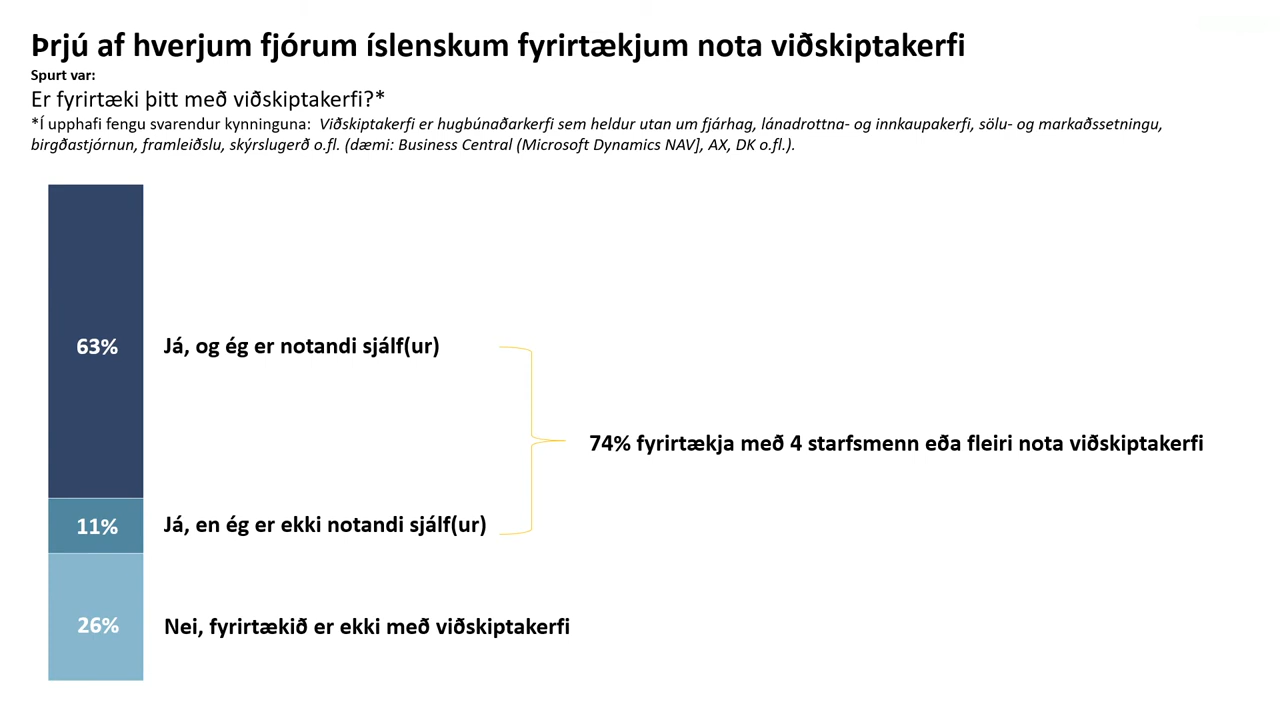 Þrjú af hverjum fjórum íslenskum fyrirtækjum nota viðskiptakerfi
Spurt var:
Er fyrirtæki þitt með viðskiptakerfi?*
*Í upphafi fengu svarendur kynninguna: Viðskiptakerfi er hugbúnaðarkerfi sem heldur utan um fjárhag, lánadrottna- og innkaupakerfi, sölu- og markaðssetningu,
birgðastjórnun, framleiðslu, skýrslugerð o.fl. (dæmi: Business Central (Microsoft Dynamics NAV], AX, DK o.fl.).
63% Já, og ég er notandi sjálf(ur)
74% fyrirtækja með 4 starfsmenn eða fleiri nota viðskiptakerfi
11% Já, en ég er ekki notandi sjálf(ur)
26% Nei, fyrirtækið er ekki með viðskiptakerfi